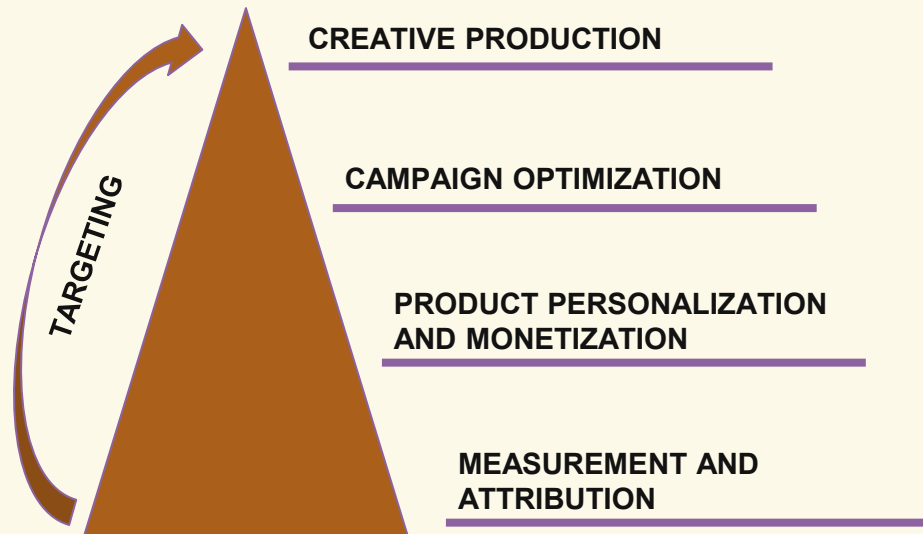 CREATIVE PRODUCTION
CAMPAIGN OPTIMIZATION
TARGETING
PRODUCT PERSONALIZATION
AND MONETIZATION
MEASUREMENT AND
ATTRIBUTION